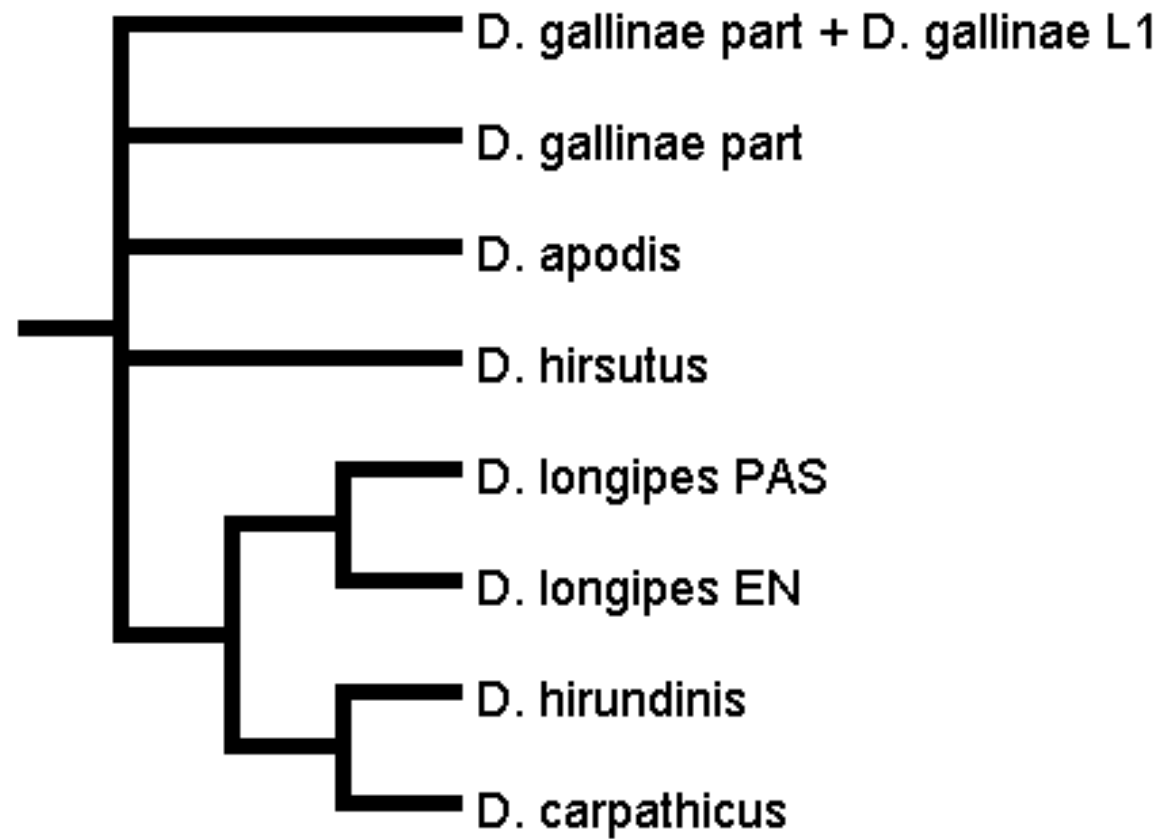 D. gallinae part + D. gallinae L1
D. gallinae part
D. apodis
D. hirsutus
D. longipes PAS
D. longipes EN
D. hirundinis
D. carpathicus